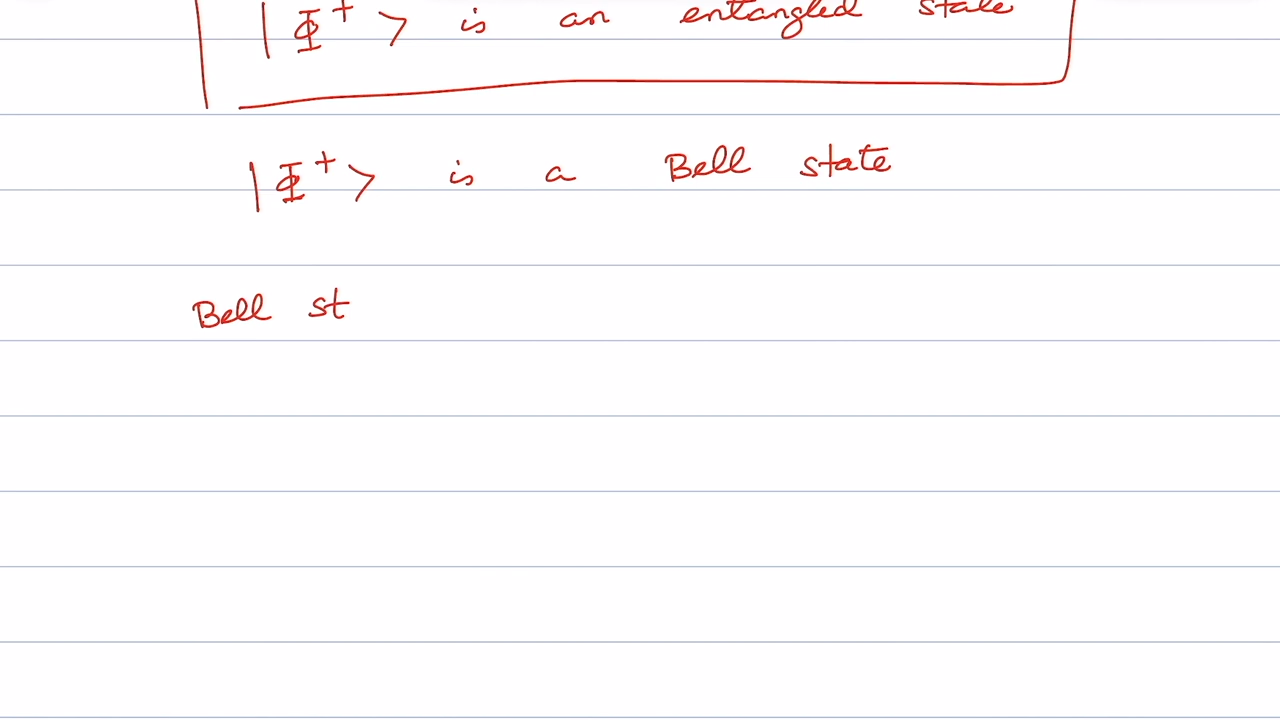 |Φ⁺> is an entangled state
|Φ⁺> is a Bell state
Bell st